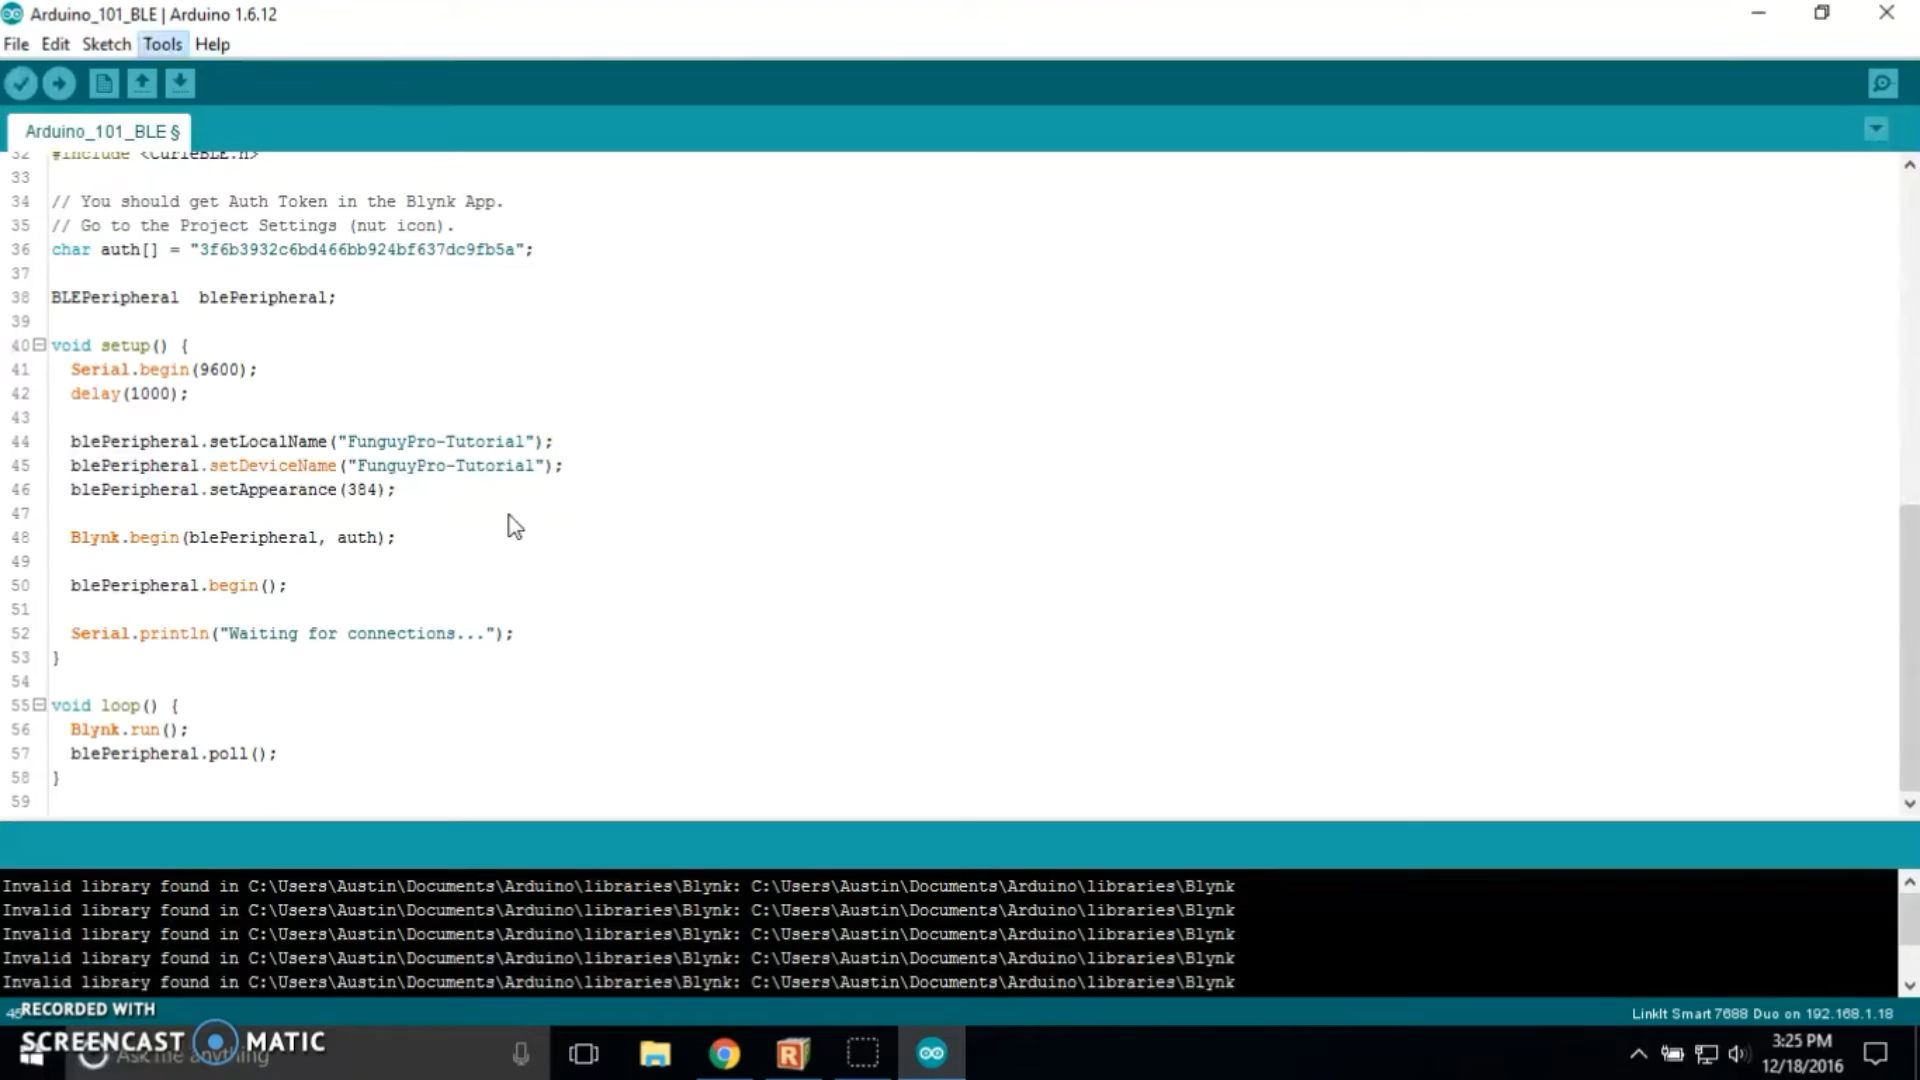 Arduino_101_BLE | Arduino 1.6.12
File Edit Sketch Tools Help
Arduino_101_BLE §
32 #include <CurieBLE.h>
33
34 // You should get Auth Token in the Blynk App.
35 // Go to the Project Settings (nut icon).
36 char auth[] = "3f6b3932c6bd466bb924bf637dc9fb5a";
37
38 BLEPeripheral  blePeripheral;
39
40 void setup() {
41 Serial.begin(9600);
42 delay(1000);
43
44 blePeripheral.setLocalName("FunguyPro-Tutorial");
45 blePeripheral.setDeviceName("FunguyPro-Tutorial");
46 blePeripheral.setAppearance(384);
47
48 Blynk.begin(blePeripheral, auth);
49
50 blePeripheral.begin();
51
52 Serial.println("Waiting for connections...");
53 }
54
55 void loop() {
56 Blynk.run();
57 blePeripheral.poll();
58 }
59
Invalid library found in C:\Users\Austin\Documents\Arduino\libraries\Blynk: C:\Users\Austin\Documents\Arduino\libraries\Blynk
Invalid library found in C:\Users\Austin\Documents\Arduino\libraries\Blynk: C:\Users\Austin\Documents\Arduino\libraries\Blynk
Invalid library found in C:\Users\Austin\Documents\Arduino\libraries\Blynk: C:\Users\Austin\Documents\Arduino\libraries\Blynk
Invalid library found in C:\Users\Austin\Documents\Arduino\libraries\Blynk: C:\Users\Austin\Documents\Arduino\libraries\Blynk
Invalid library found in C:\Users\Austin\Documents\Arduino\libraries\Blynk: C:\Users\Austin\Documents\Arduino\libraries\Blynk
RECORDED WITH
LinkIt Smart 7688 Duo on 192.168.1.18
SCREENCAST MATIC
Ask me anything
3:25 PM
12/18/2016